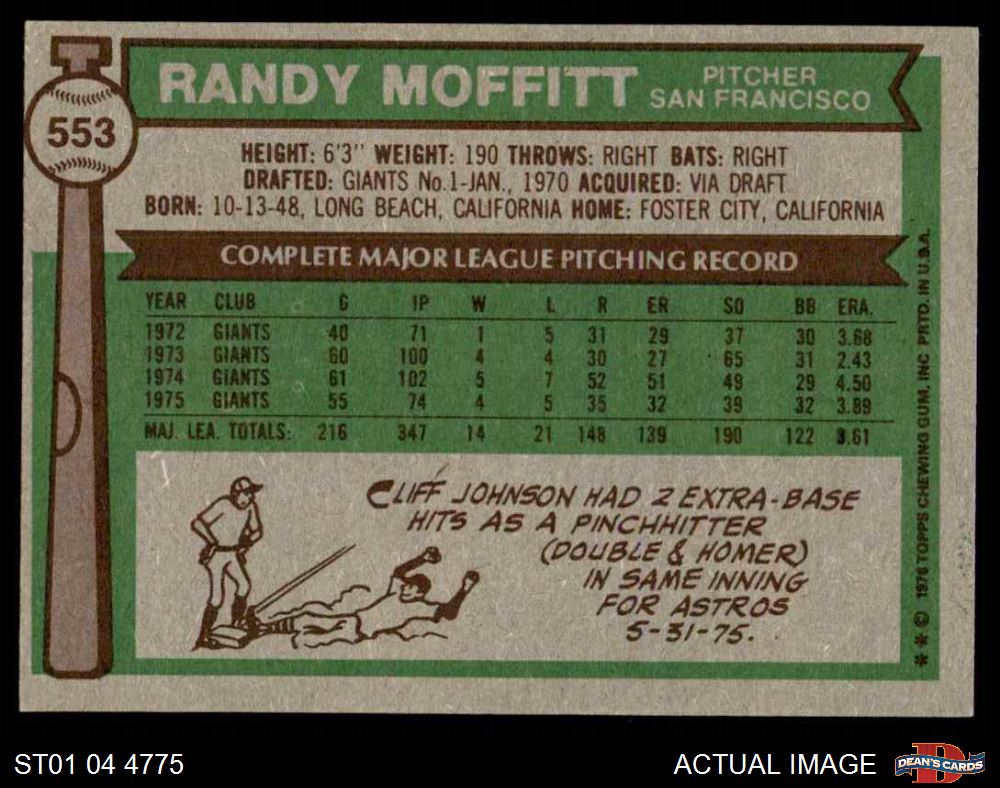 553
RANDY MOFFITT
PITCHER
SAN FRANCISCO
HEIGHT: 6'3" WEIGHT: 190 THROWS: RIGHT BATS: RIGHT
DRAFTED: GIANTS No.1-JAN., 1970 ACQUIRED: VIA DRAFT
BORN: 10-13-48, LONG BEACH, CALIFORNIA HOME: FOSTER CITY, CALIFORNIA
COMPLETE MAJOR LEAGUE PITCHING RECORD
YEAR CLUB G IP W L R ER SO BB ERA.
1972 GIANTS 40 71 1 5 31 29 37 30 3.68
1973 GIANTS 60 100 4 4 30 27 65 31 2.43
1974 GIANTS 61 102 5 7 52 51 49 29 4.50
1975 GIANTS 55 74 4 5 35 32 39 32 3.89
MAJ. LEA. TOTALS: 216 347 14 21 148 139 190 122 3.61
CLIFF JOHNSON HAD 2 EXTRA-BASE
HITS AS A PINCHHITTER
(DOUBLE & HOMER)
IN SAME INNING
FOR ASTROS
5-31-75.
* * © 1976 TOPPS CHEWING GUM, INC PRTD. IN U.S.A.
ST01 04 4775
ACTUAL IMAGE
DEAN'S CARDS